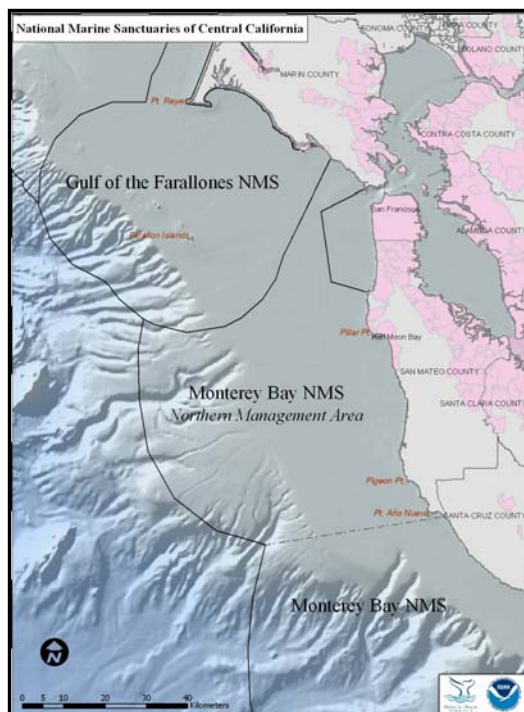 National Marine Sanctuaries of Central California
SONOMA COUNTY
SOLANO COUNTY
MARIN COUNTY
Pt. Reyes
CONTRA COSTA COUNTY
Gulf of the Farallones NMS
San Francisco
ALAMEDA COUNTY
Farallon Islands
Pillar Pt.
Half Moon Bay
SAN MATEO COUNTY
Monterey Bay NMS
Northern Management Area
SANTA CLARA COUNTY
Pigeon Pt.
Pt. Año Nuevo
SANTA CRUZ COUNTY
Monterey Bay NMS
N
0 5 10 20 30 40
Kilometers
NOAA